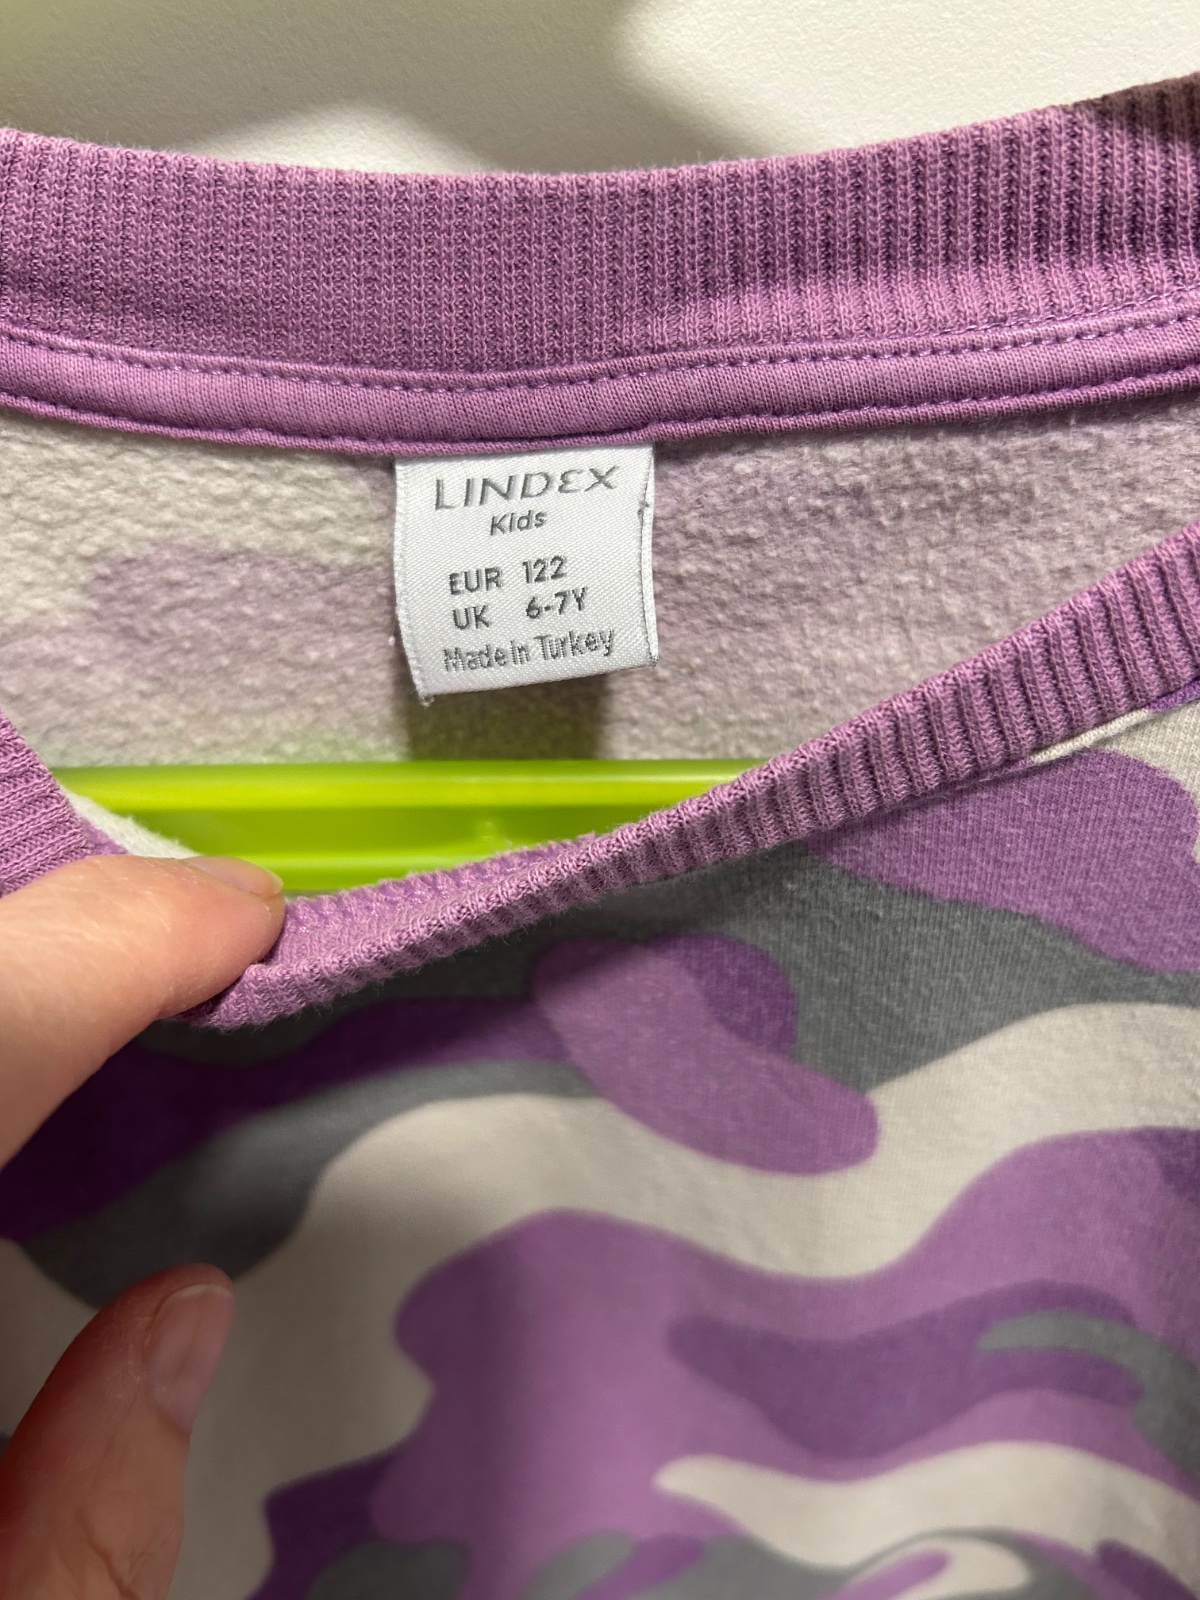 LINDEX
Kids
EUR 122
UK 6-7Y
Made in Turkey